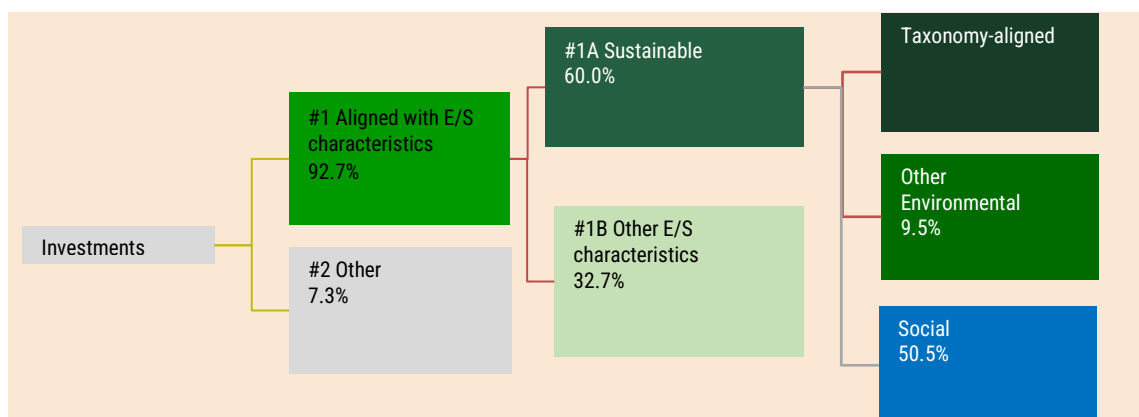 Investments
#1 Aligned with E/S
characteristics
92.7%
#2 Other
7.3%
#1A Sustainable
60.0%
#1B Other E/S
characteristics
32.7%
Taxonomy-aligned
Other
Environmental
9.5%
Social
50.5%